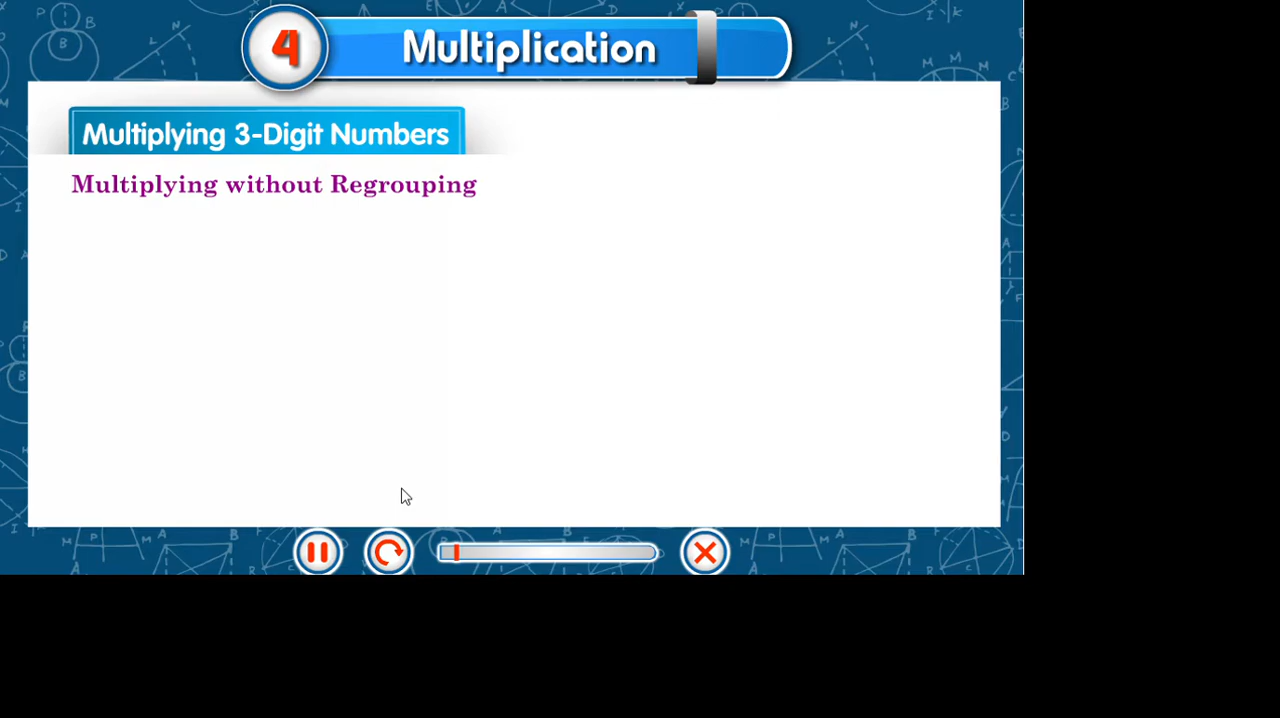 4 Multiplication
Multiplying 3-Digit Numbers
Multiplying without Regrouping